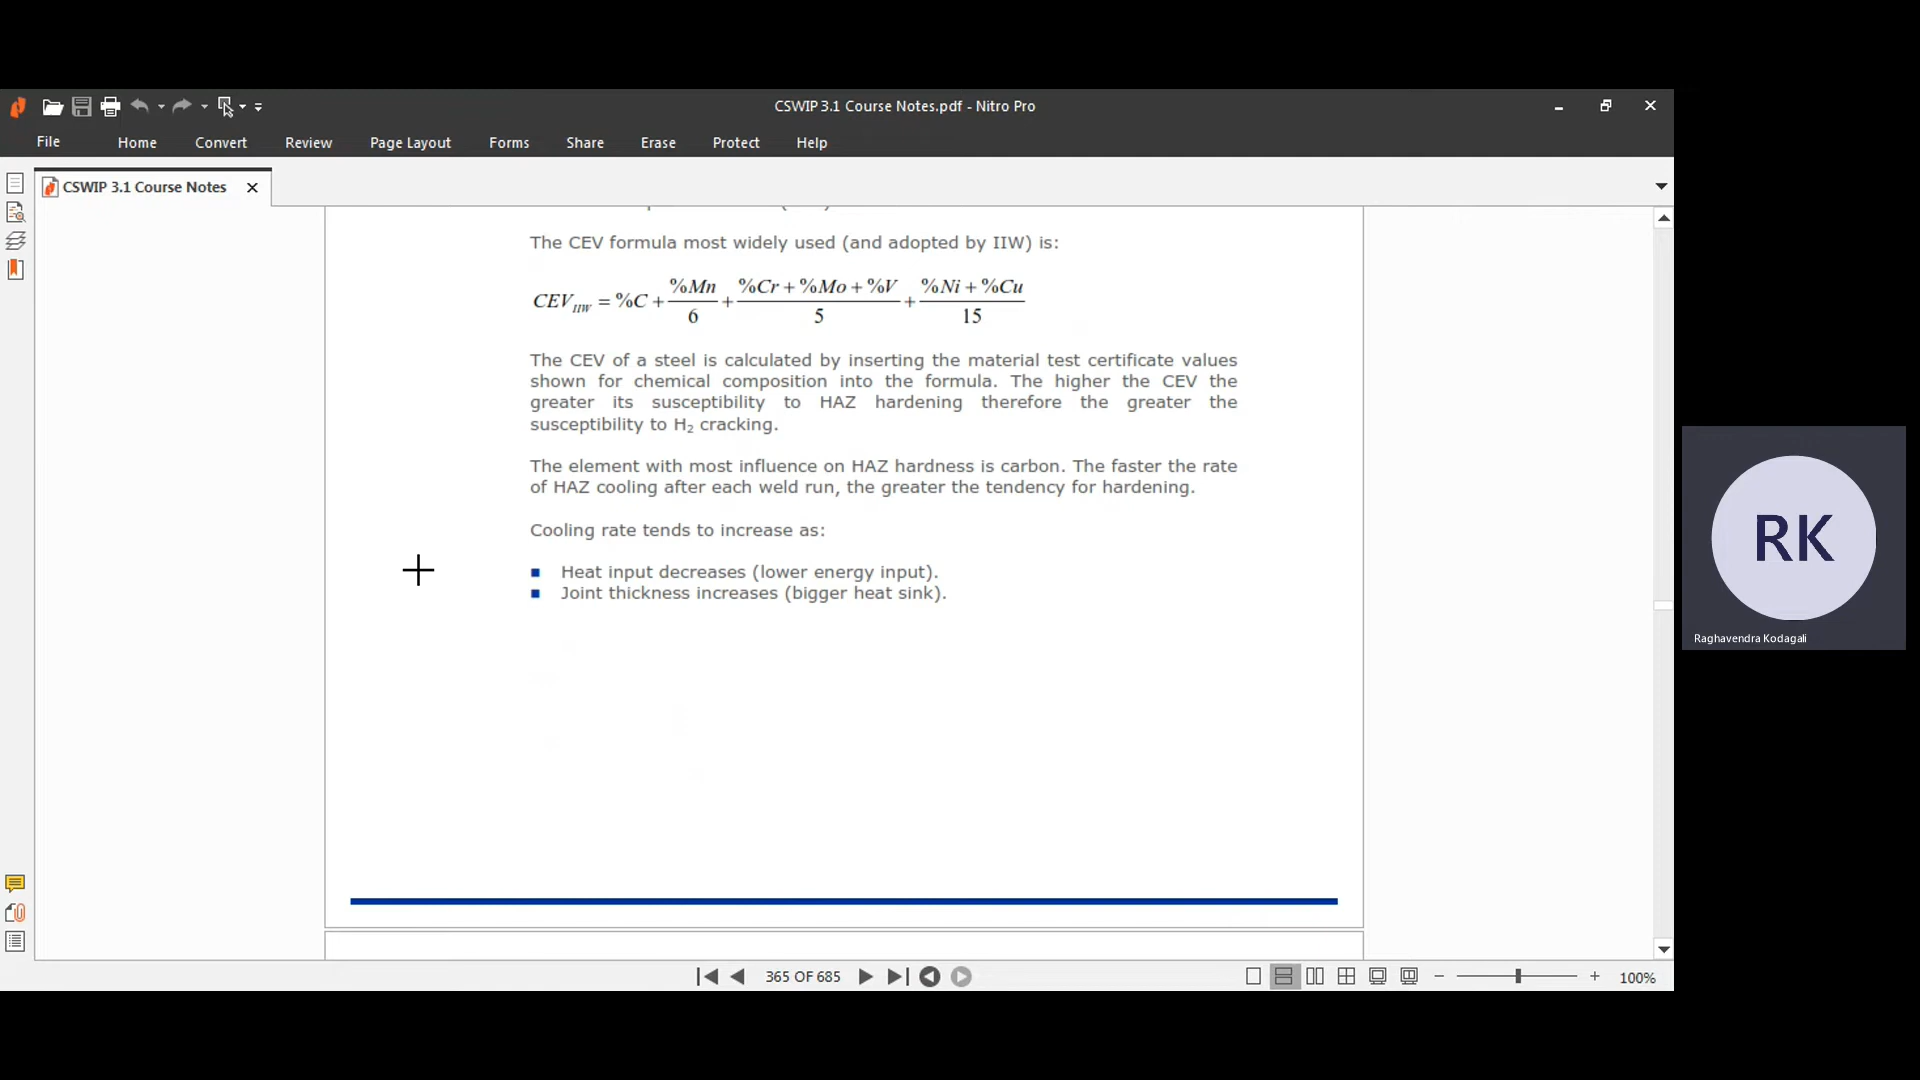 CSWIP 3.1 Course Notes.pdf - Nitro Pro
File Home Convert Review Page Layout Forms Share Erase Protect Help
CSWIP 3.1 Course Notes
The CEV formula most widely used (and adopted by IIW) is:
CEV_IIW = %C + %Mn/6 + (%Cr + %Mo + %V)/5 + (%Ni + %Cu)/15
The CEV of a steel is calculated by inserting the material test certificate values
shown for chemical composition into the formula. The higher the CEV the
greater its susceptibility to HAZ hardening therefore the greater the
susceptibility to H₂ cracking.
The element with most influence on HAZ hardness is carbon. The faster the rate
of HAZ cooling after each weld run, the greater the tendency for hardening.
Cooling rate tends to increase as:
■ Heat input decreases (lower energy input).
■ Joint thickness increases (bigger heat sink).
RK
Raghavendra Kodagali
365 OF 685
100%